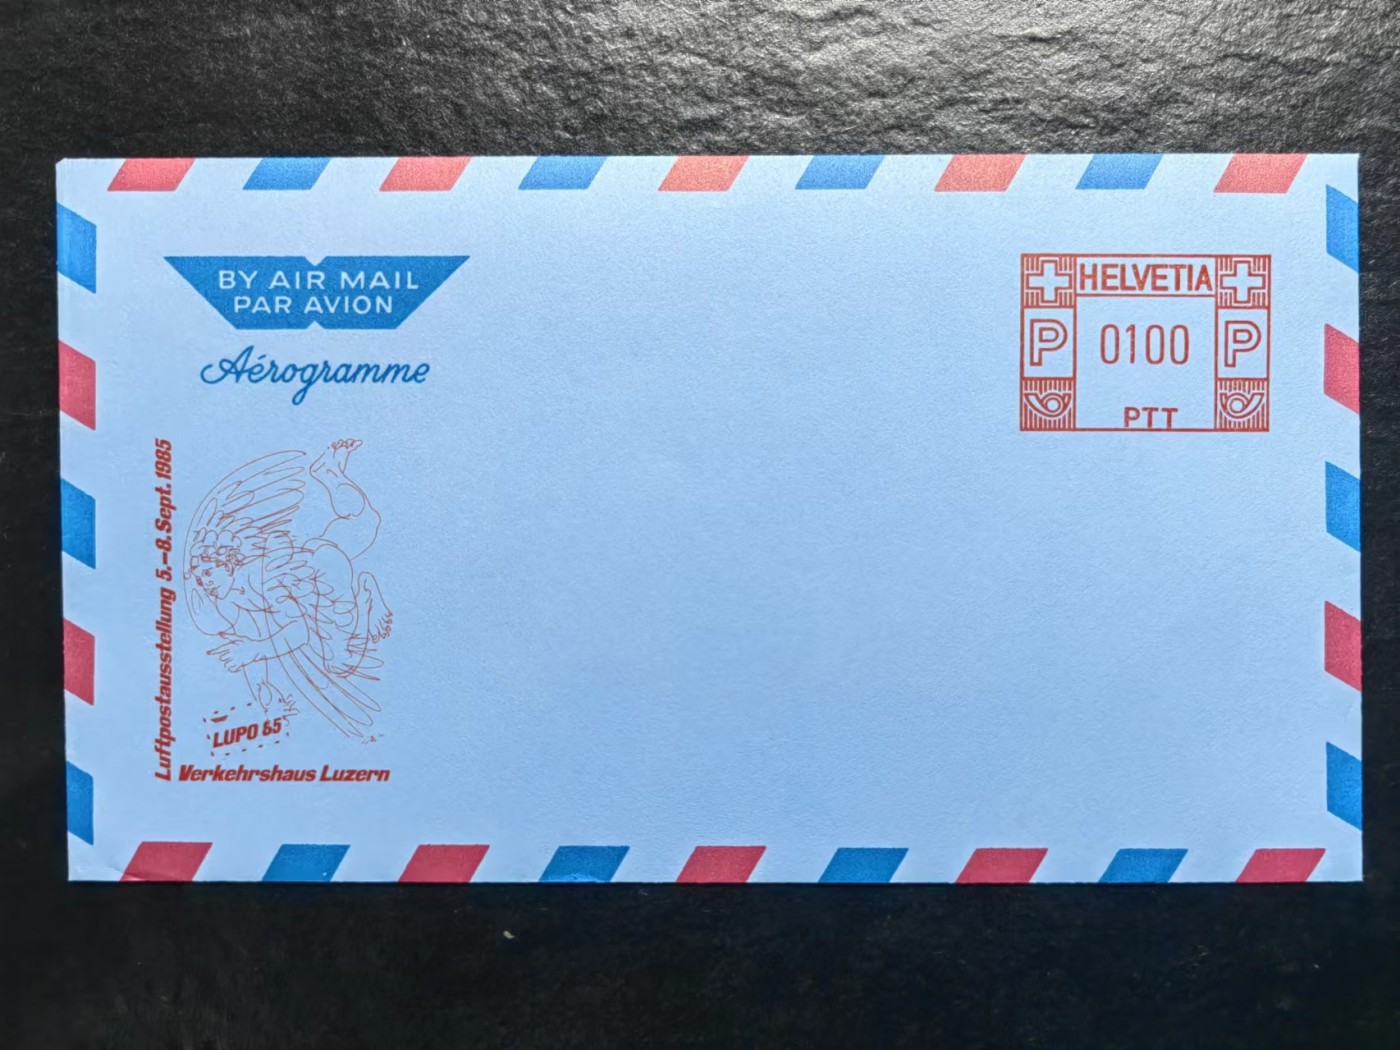 BY AIR MAIL
PAR AVION
Aérogramme
HELVETIA
P 0100 P
PTT
Luftpostausstellung 5.–8. Sept. 1985
LUPO 85
Verkehrshaus Luzern